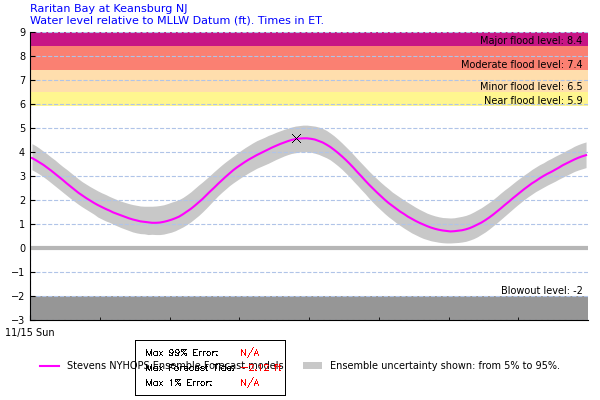 Raritan Bay at Keansburg NJ
Water level relative to MLLW Datum (ft). Times in ET.
9
Major flood level: 8.4
8
Moderate flood level: 7.4
7
Minor flood level: 6.5
Near flood level: 5.9
6
5
4
3
2
1
0
−1
Blowout level: -2
−2
−3
11/15 Sun
Max 99% Error: N/A
Stevens NYHOPS Ensemble Forecast models
Max Forecast Tide:
Ensemble uncertainty shown: from 5% to 95%.
Max 1% Error: N/A